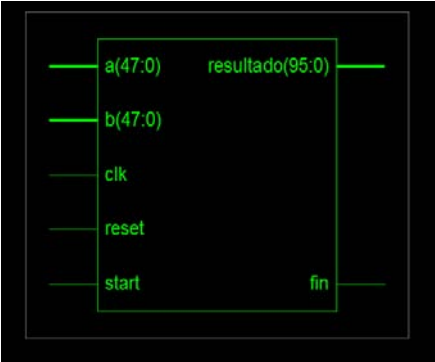 a(47:0) resultado(95:0)
b(47:0)
clk
reset
start fin